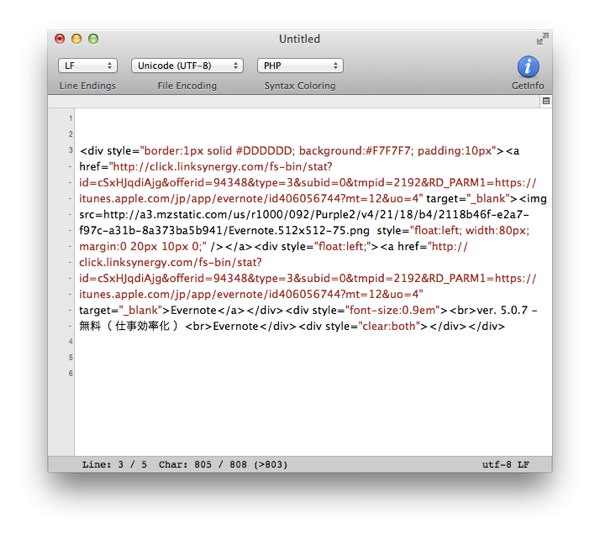 Untitled
LF Unicode (UTF-8) PHP
Line Endings File Encoding Syntax Coloring GetInfo
1
2
3 <div style="border:1px solid #DDDDDD; background:#F7F7F7; padding:10px"><a
- href="http://click.linksynergy.com/fs-bin/stat?
- id=cSxHJqdiAjg&offerid=94348&type=3&subid=0&tmpid=2192&RD_PARM1=https://
- itunes.apple.com/jp/app/evernote/id406056744?mt=12&uo=4" target="_blank"><img
- src=http://a3.mzstatic.com/us/r1000/092/Purple2/v4/21/18/b4/2118b46f-e2a7-
- f97c-a31b-8a373ba5b941/Evernote.512x512-75.png style="float:left; width:80px;
- margin:0 20px 10px 0;" /></a><div style="float:left;"><a href="http://
- click.linksynergy.com/fs-bin/stat?
- id=cSxHJqdiAjg&offerid=94348&type=3&subid=0&tmpid=2192&RD_PARM1=https://
- itunes.apple.com/jp/app/evernote/id406056744?mt=12&uo=4"
- target="_blank">Evernote</a></div><div style="font-size:0.9em"><br>ver. 5.0.7 -
- 無料（ 仕事効率化 ）<br>Evernote</div><div style="clear:both"></div></div>
4
5
6
Line: 3 / 5 Char: 805 / 808 (>803) utf-8 LF